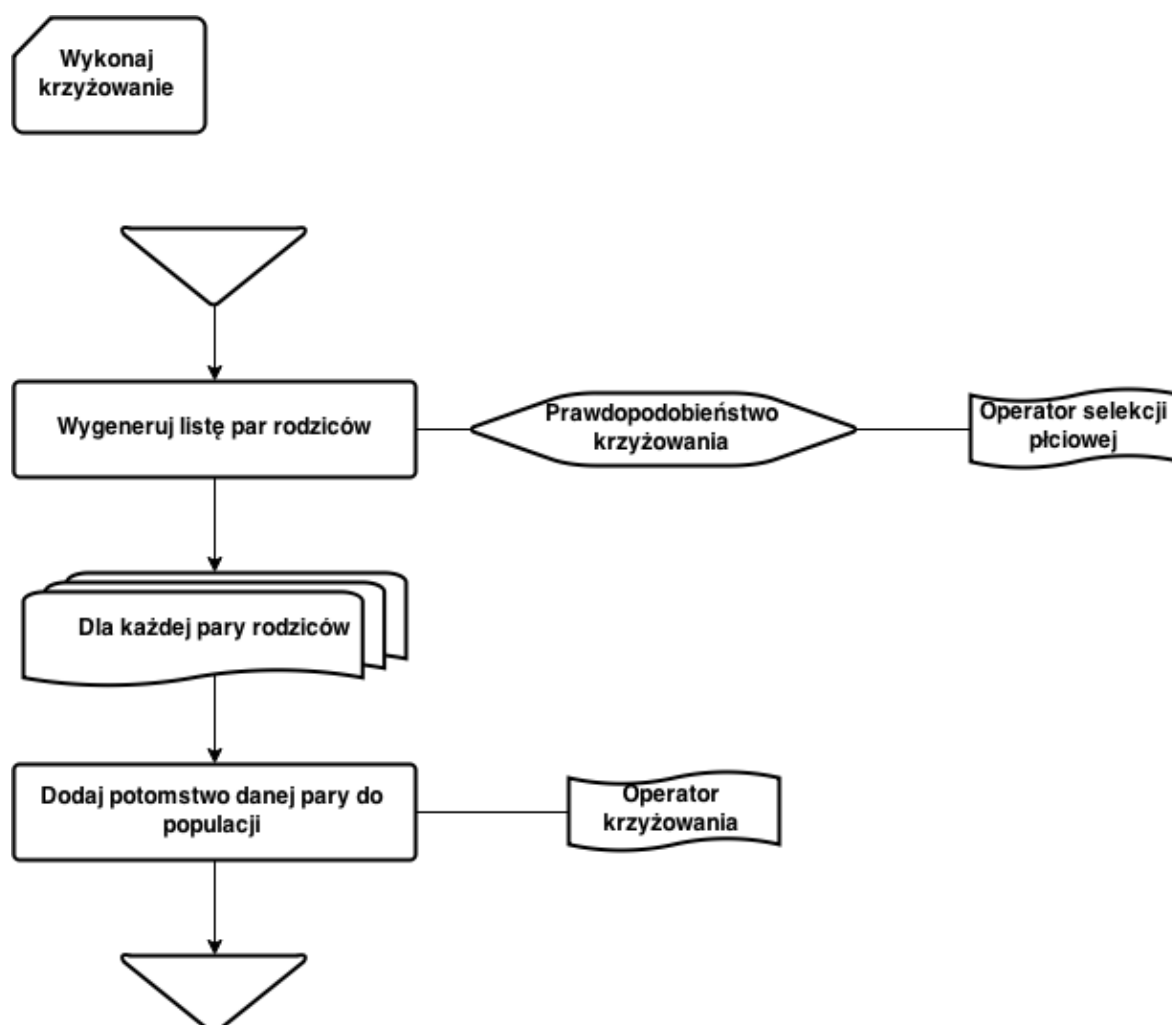 Wykonaj
krzyżowanie
Wygeneruj listę par rodziców
Prawdopodobieństwo
krzyżowania
Operator selekcji
płciowej
Dla każdej pary rodziców
Dodaj potomstwo danej pary do
populacji
Operator
krzyżowania